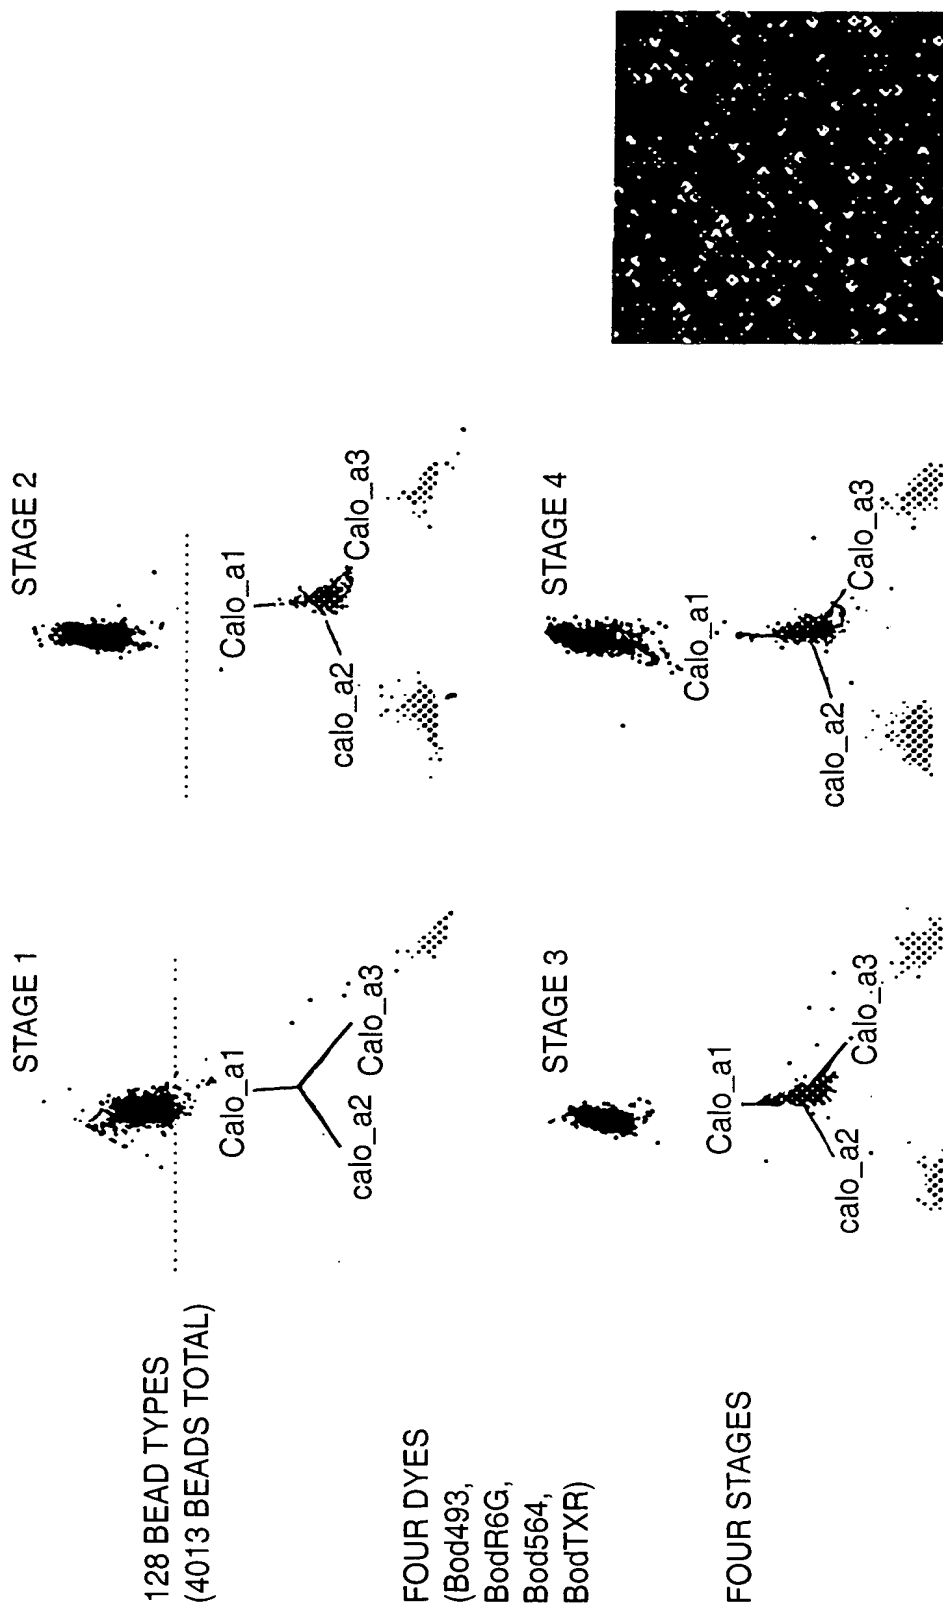 128 BEAD TYPES
(4013 BEADS TOTAL)
FOUR DYES
(Bod493,
BodR6G,
Bod564,
BodTXR)
FOUR STAGES
STAGE 1
Calo_a1
calo_a2
Calo_a3
STAGE 2
Calo_a1
calo_a2
Calo_a3
STAGE 3
Calo_a1
calo_a2
Calo_a3
STAGE 4
Calo_a1
calo_a2
Calo_a3